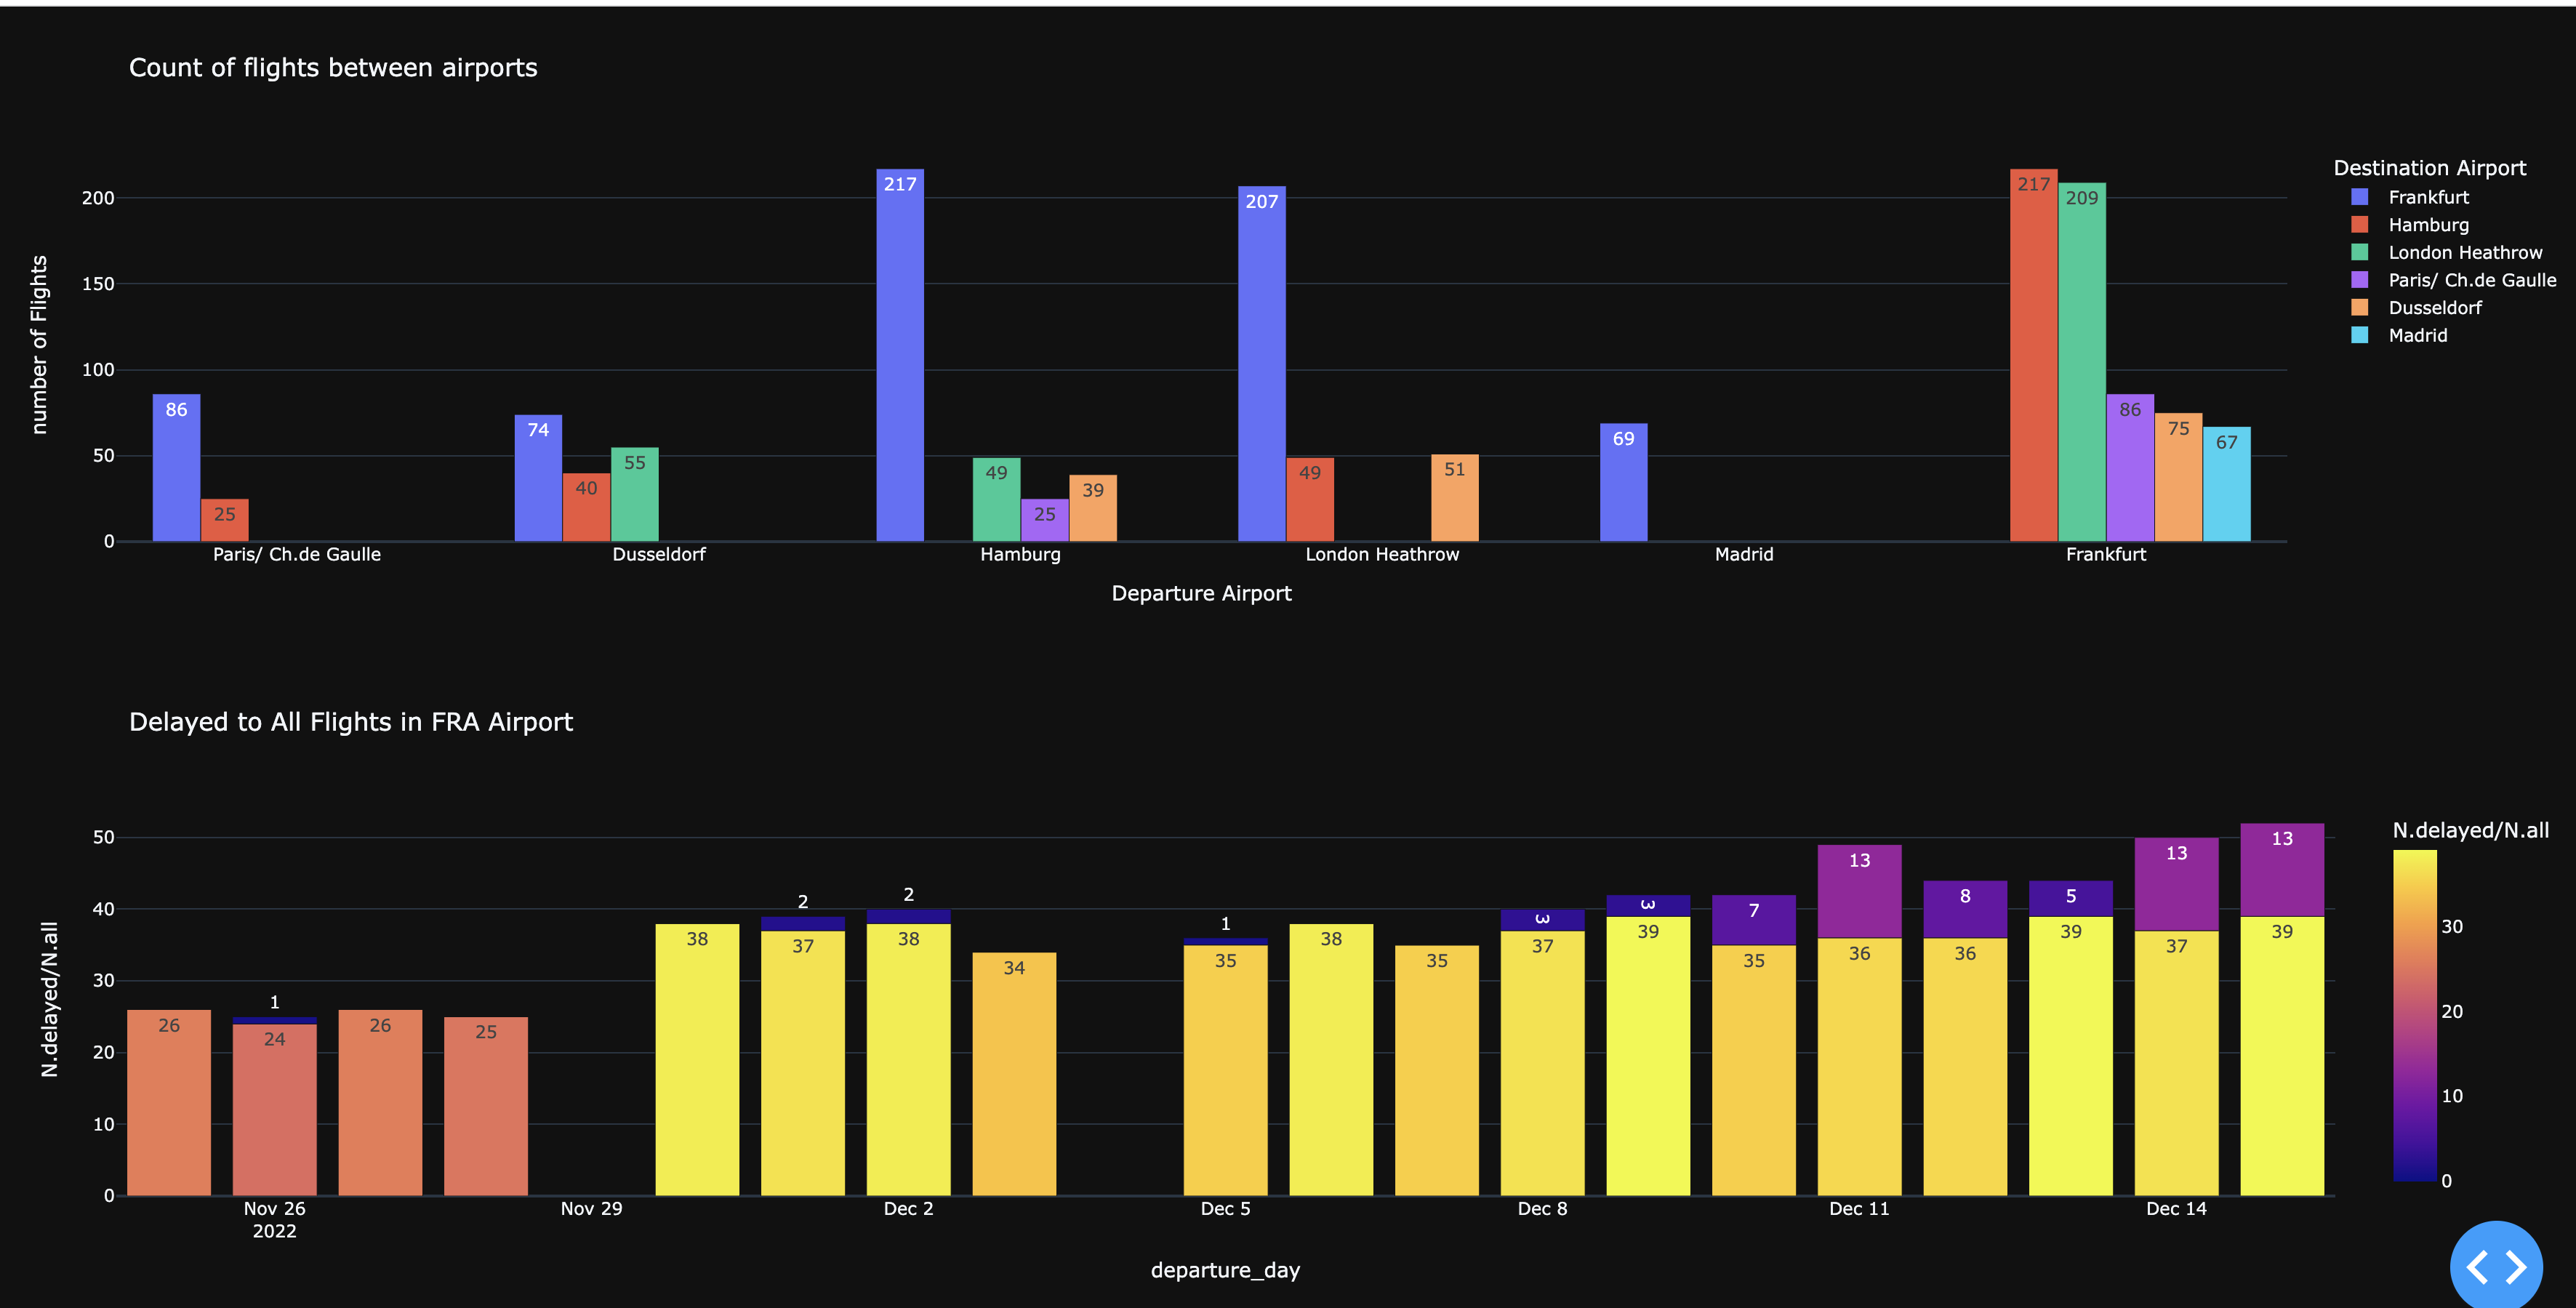 Count of flights between airports
number of Flights
200
150
100
50
0
86
25
74
40
55
217
49
25
39
207
49
51
69
217
209
86
75
67
Paris/ Ch.de Gaulle
Dusseldorf
Hamburg
London Heathrow
Madrid
Frankfurt
Departure Airport
Destination Airport
Frankfurt
Hamburg
London Heathrow
Paris/ Ch.de Gaulle
Dusseldorf
Madrid
Delayed to All Flights in FRA Airport
N.delayed/N.all
50
40
30
20
10
0
26
1
24
26
25
38
2
37
2
38
34
1
35
38
35
3
37
3
39
7
35
13
36
8
36
5
39
13
37
13
39
Nov 26
2022
Nov 29
Dec 2
Dec 5
Dec 8
Dec 11
Dec 14
departure_day
N.delayed/N.all
30
20
10
0